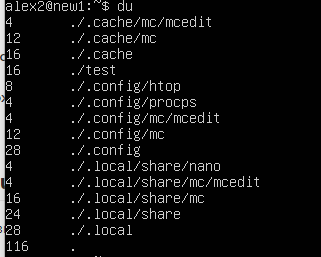 alex2@new1:~$ du
4 ./.cache/mc/mcedit
12 ./.cache/mc
16 ./.cache
16 ./test
8 ./.config/htop
4 ./.config/procps
4 ./.config/mc/mcedit
12 ./.config/mc
28 ./.config
4 ./.local/share/nano
4 ./.local/share/mc/mcedit
16 ./.local/share/mc
24 ./.local/share
28 ./.local
116 .